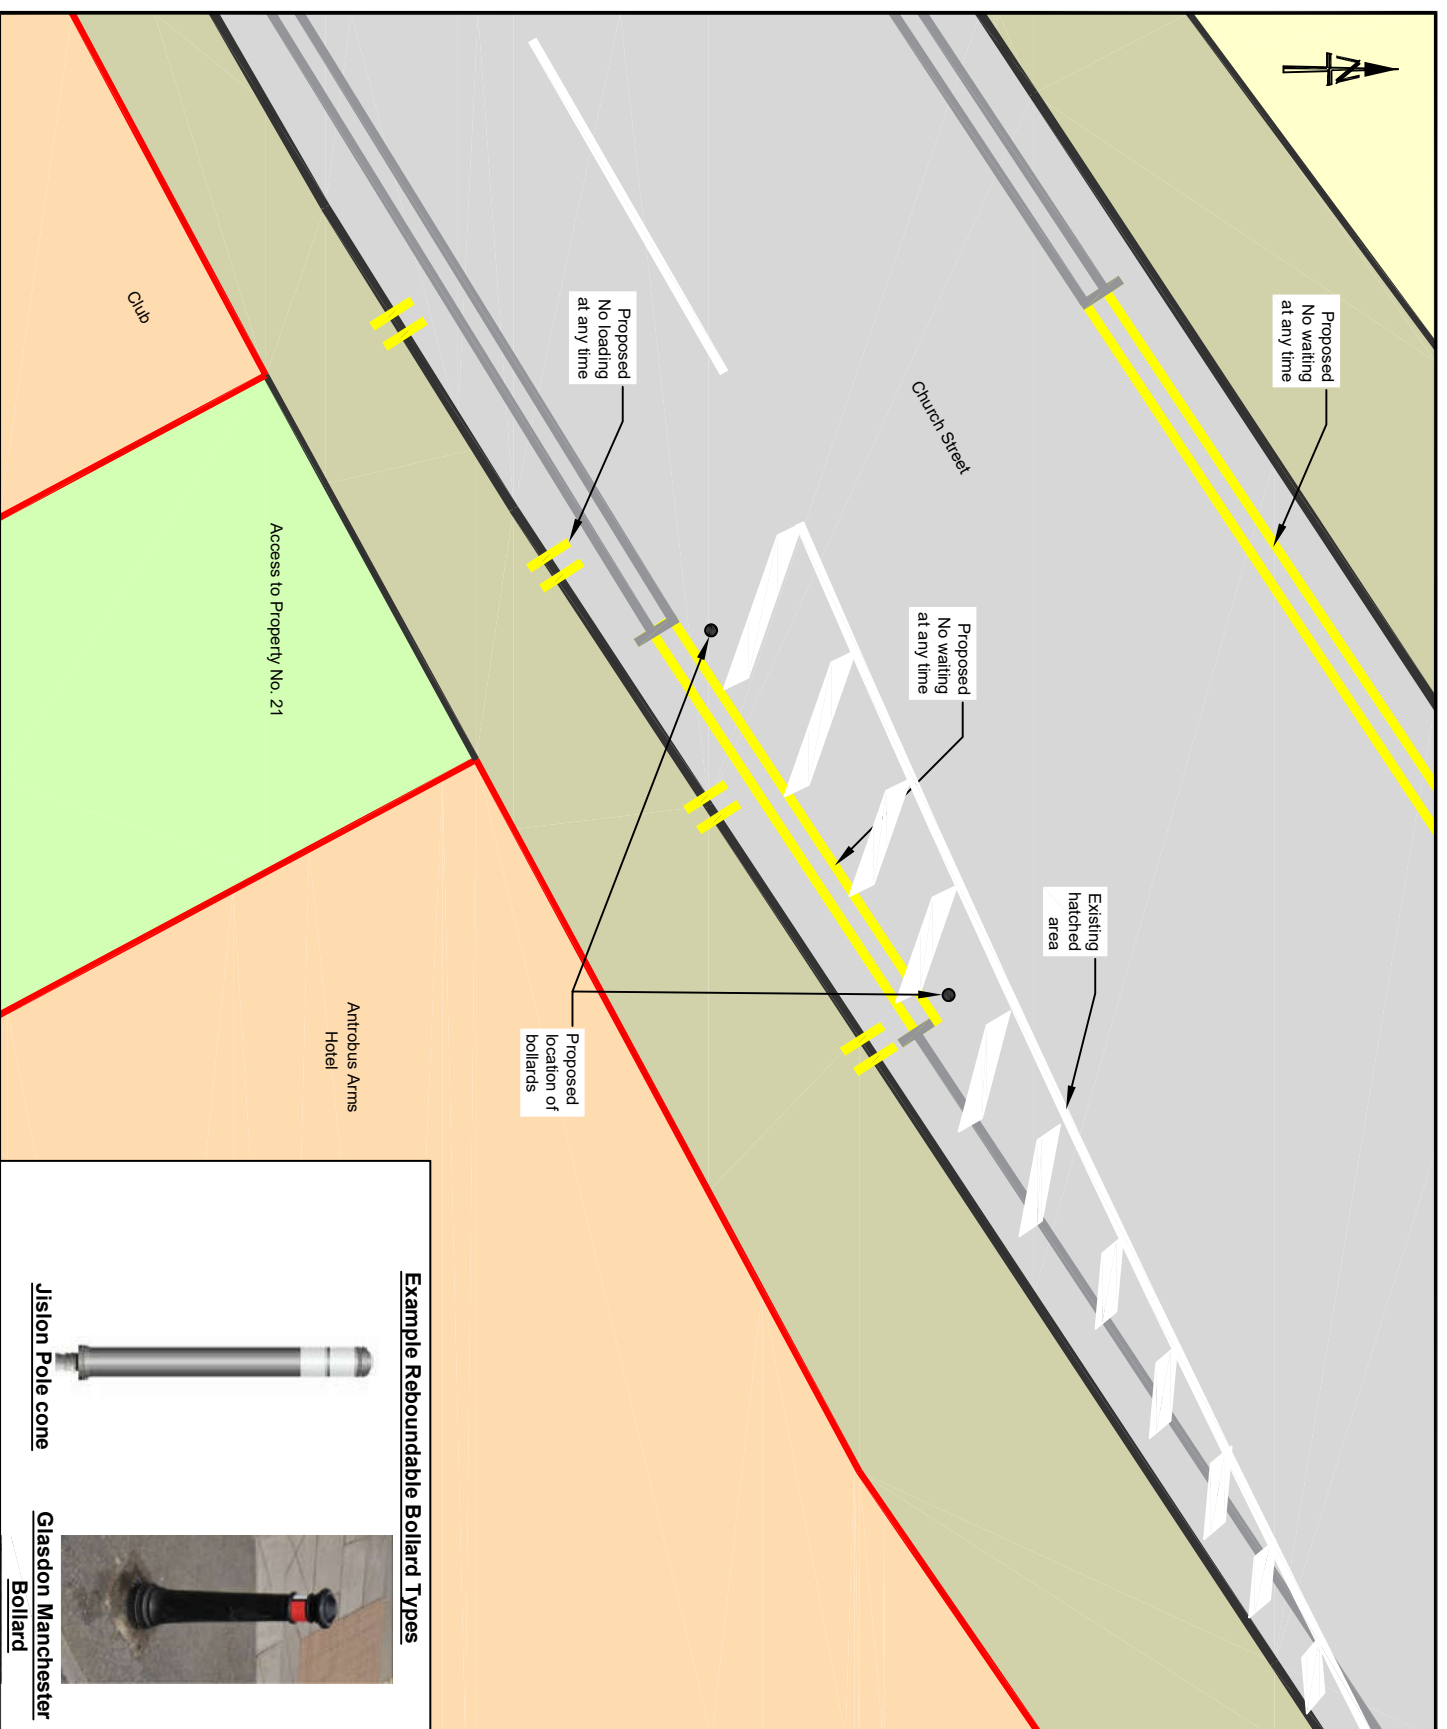 N
Proposed
No waiting
at any time
Church Street
Proposed
No loading
at any time
Proposed
No waiting
at any time
Existing
hatched
area
Club
Access to Property No. 21
Antrobus Arms
Hotel
Proposed
location of
bollards
Example Reboundable Bollard Types
Jislon Pole cone
Glasdon Manchester
Bollard